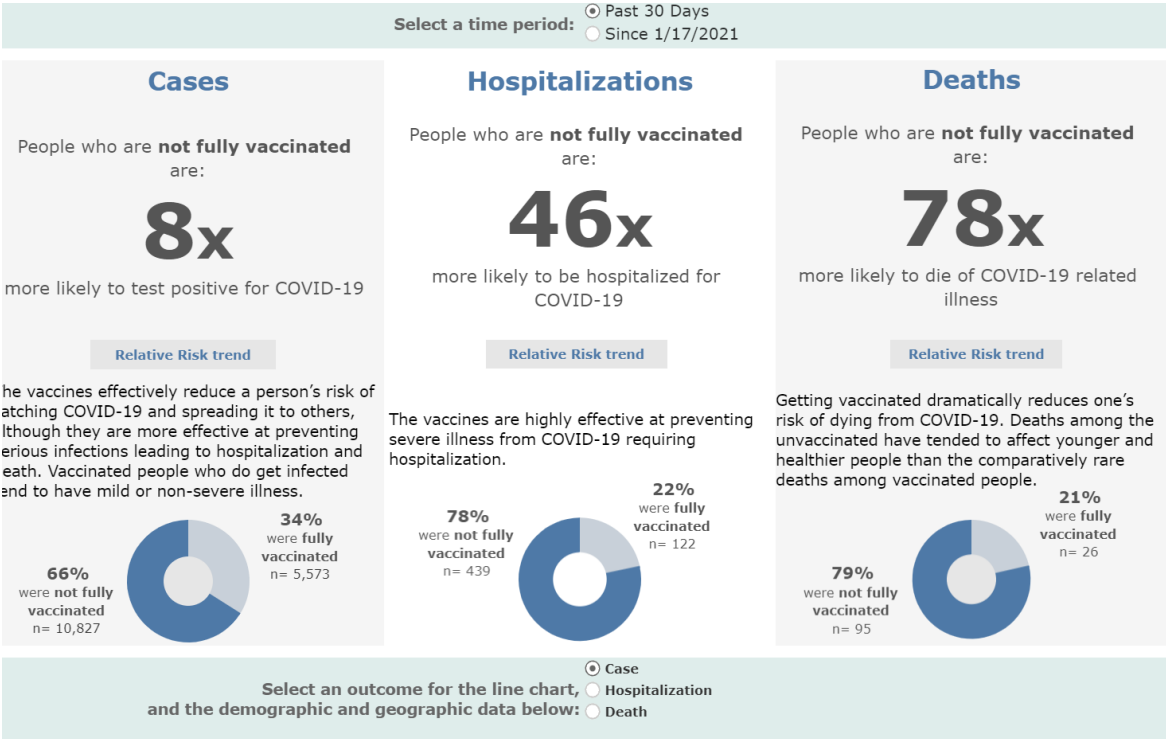 Select a time period:
Past 30 Days
Since 1/17/2021
Cases
People who are not fully vaccinated
are:
8x
more likely to test positive for COVID-19
Relative Risk trend
he vaccines effectively reduce a person's risk of
atching COVID-19 and spreading it to others,
lthough they are more effective at preventing
erious infections leading to hospitalization and
eath. Vaccinated people who do get infected
end to have mild or non-severe illness.
34%
were fully
vaccinated
n= 5,573
66%
were not fully
vaccinated
n= 10,827
Hospitalizations
People who are not fully vaccinated
are:
46x
more likely to be hospitalized for
COVID-19
Relative Risk trend
The vaccines are highly effective at preventing
severe illness from COVID-19 requiring
hospitalization.
22%
were fully
vaccinated
n= 122
78%
were not fully
vaccinated
n= 439
Deaths
People who are not fully vaccinated
are:
78x
more likely to die of COVID-19 related
illness
Relative Risk trend
Getting vaccinated dramatically reduces one's
risk of dying from COVID-19. Deaths among the
unvaccinated have tended to affect younger and
healthier people than the comparatively rare
deaths among vaccinated people.
21%
were fully
vaccinated
n= 26
79%
were not fully
vaccinated
n= 95
Select an outcome for the line chart,
and the demographic and geographic data below:
Case
Hospitalization
Death